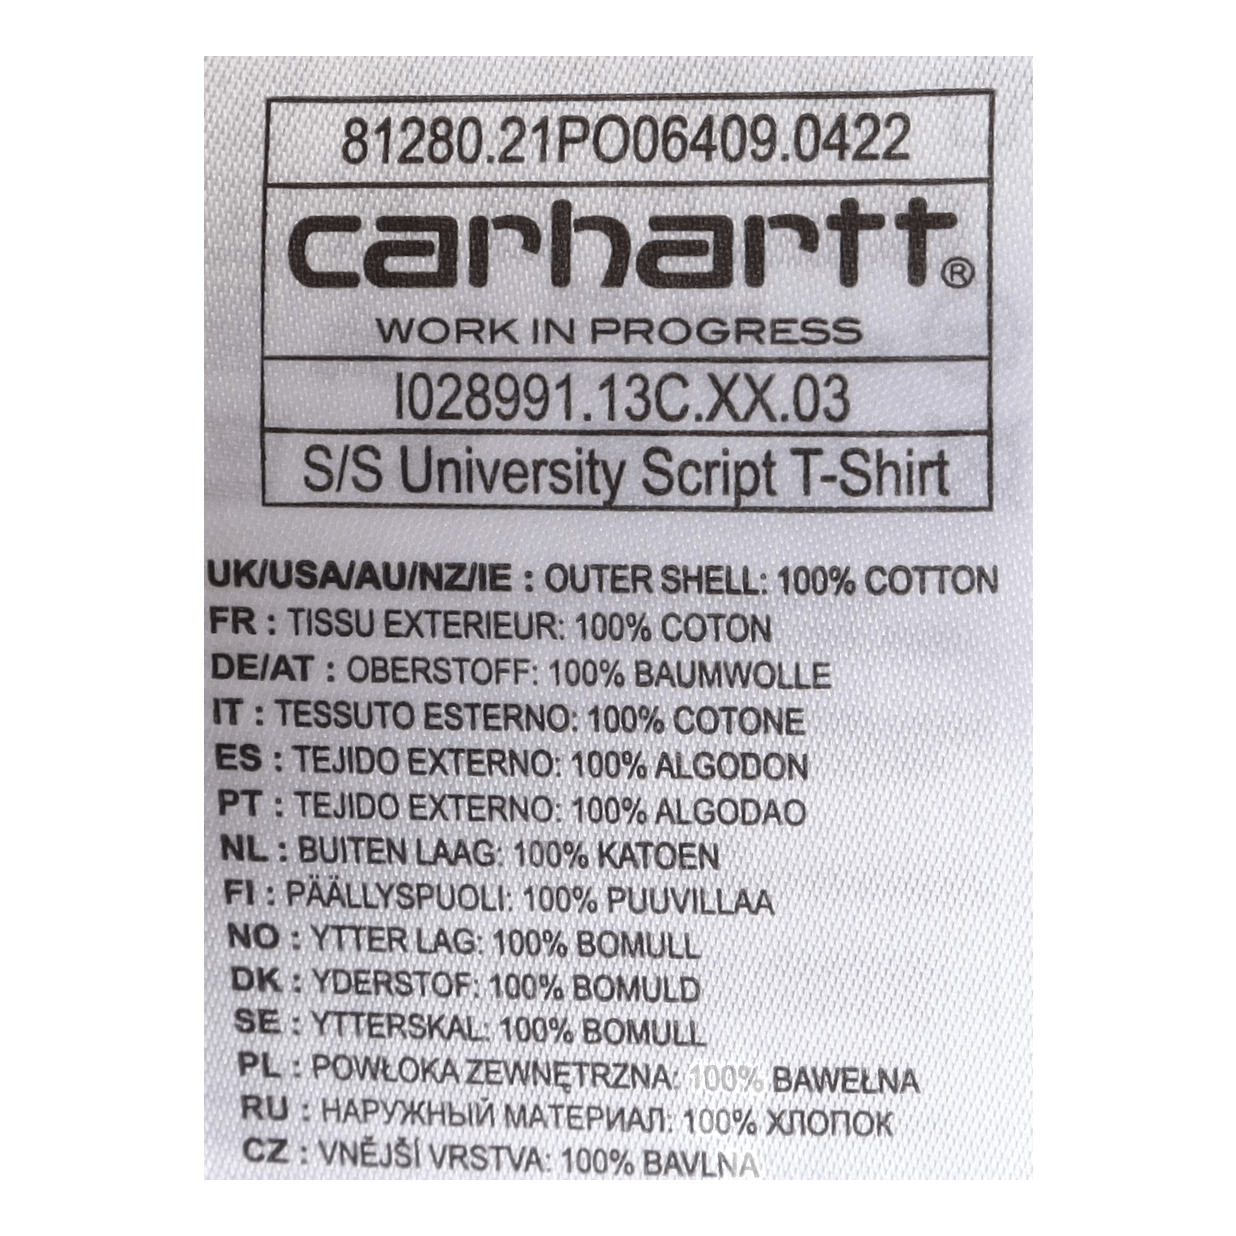 81280.21PO06409.0422
carhartt®
WORK IN PROGRESS
I028991.13C.XX.03
S/S University Script T-Shirt
UK/USA/AU/NZ/IE : OUTER SHELL: 100% COTTON
FR : TISSU EXTERIEUR: 100% COTON
DE/AT : OBERSTOFF: 100% BAUMWOLLE
IT : TESSUTO ESTERNO: 100% COTONE
ES : TEJIDO EXTERNO: 100% ALGODON
PT : TEJIDO EXTERNO: 100% ALGODAO
NL : BUITEN LAAG: 100% KATOEN
FI : PÄÄLLYSPUOLI: 100% PUUVILLAA
NO : YTTER LAG: 100% BOMULL
DK : YDERSTOF: 100% BOMULD
SE : YTTERSKAL: 100% BOMULL
PL : POWŁOKA ZEWNĘTRZNA: 100% BAWEŁNA
RU : НАРУЖНЫЙ МАТЕРИАЛ: 100% ХЛОПОК
CZ : VNĚJŠÍ VRSTVA: 100% BAVLNA